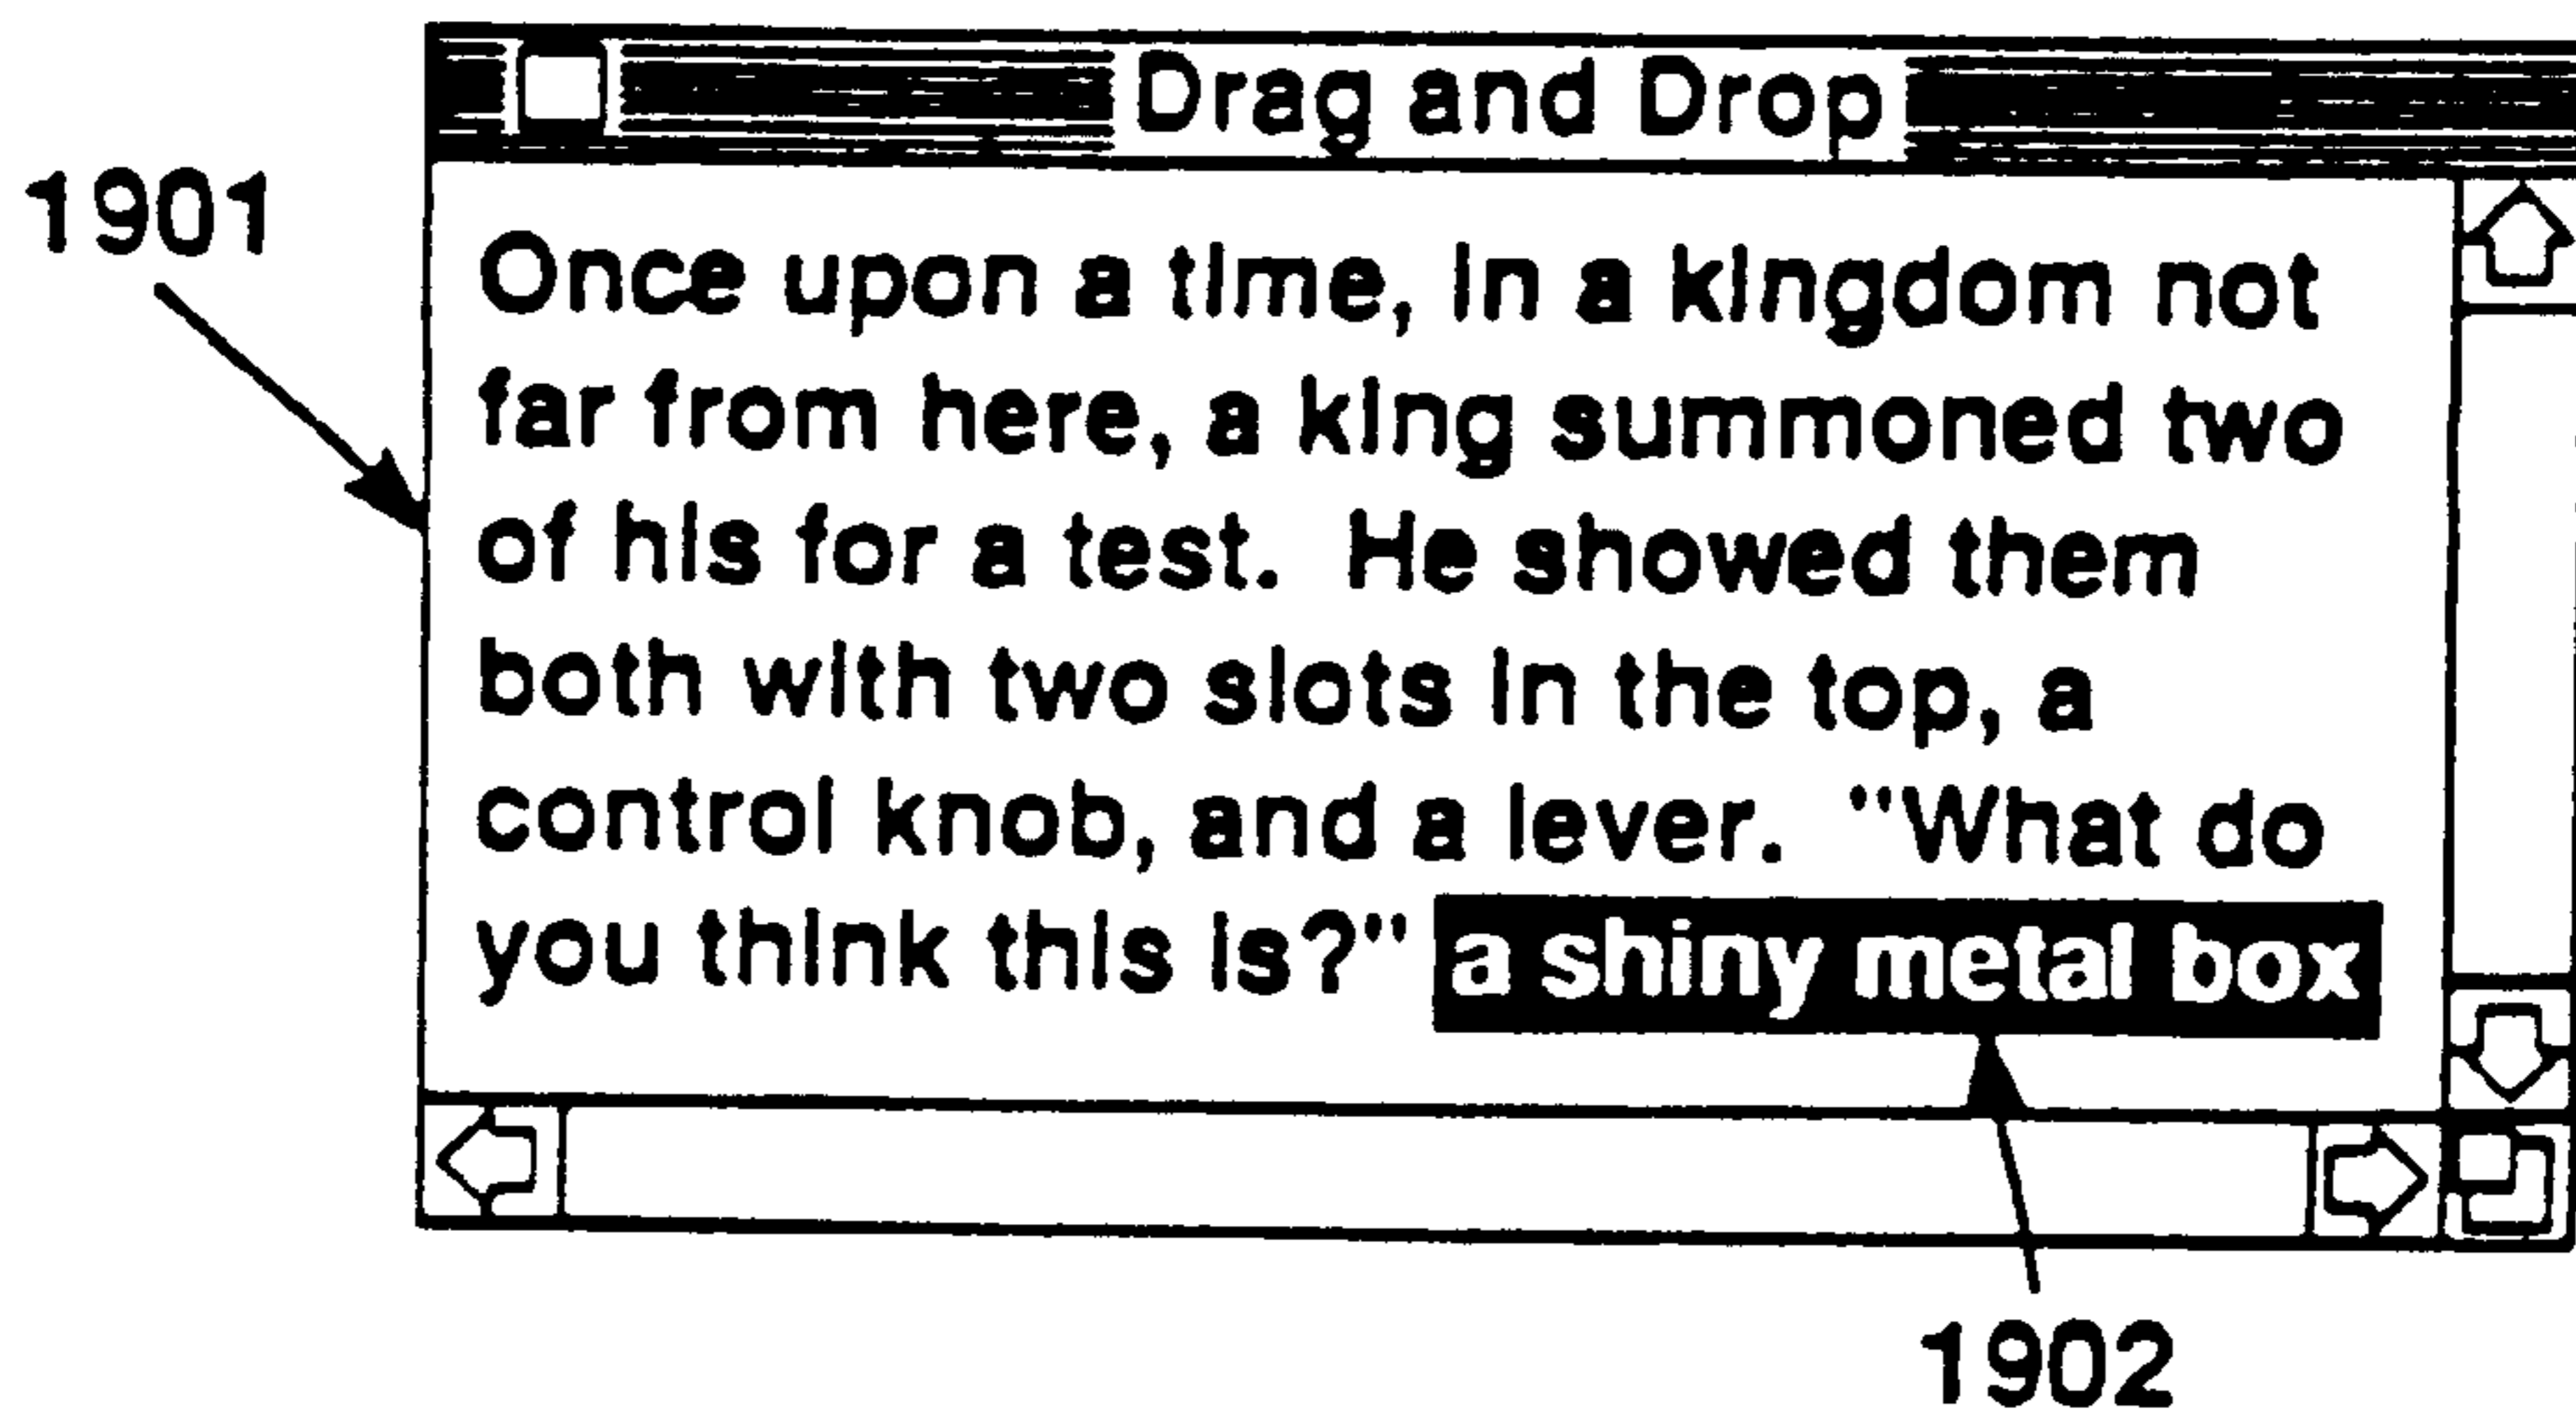 Drag and Drop
1901
Once upon a time, in a kingdom not
far from here, a king summoned two
of his for a test.  He showed them
both with two slots in the top, a
control knob, and a lever.  "What do
you think this is?" a shiny metal box
1902